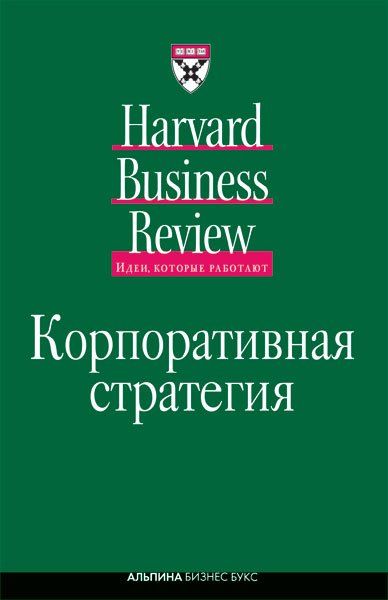 Harvard
Business
Review
Идеи, которые работают
Корпоративная
стратегия
АЛЬПИНА БИЗНЕС БУКС